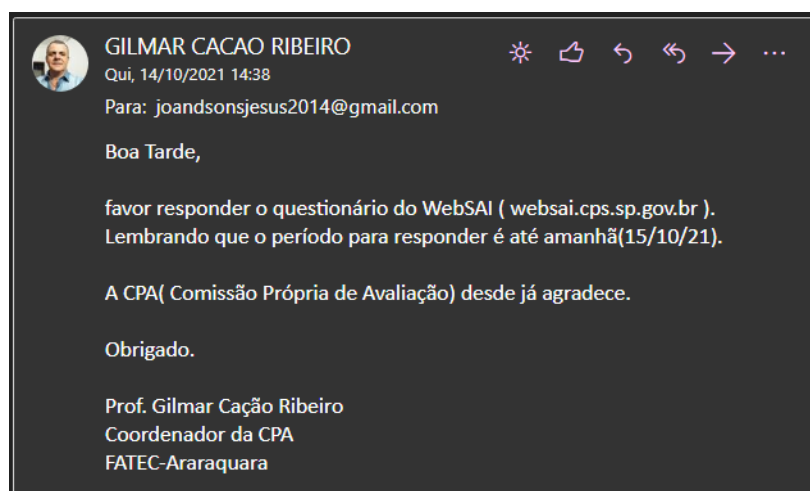 GILMAR CACAO RIBEIRO
Qui, 14/10/2021 14:38
Para: joandsonsjesus2014@gmail.com
Boa Tarde,
favor responder o questionário do WebSAI ( websai.cps.sp.gov.br ).
Lembrando que o período para responder é até amanhã(15/10/21).
A CPA( Comissão Própria de Avaliação) desde já agradece.
Obrigado.
Prof. Gilmar Cação Ribeiro
Coordenador da CPA
FATEC-Araraquara